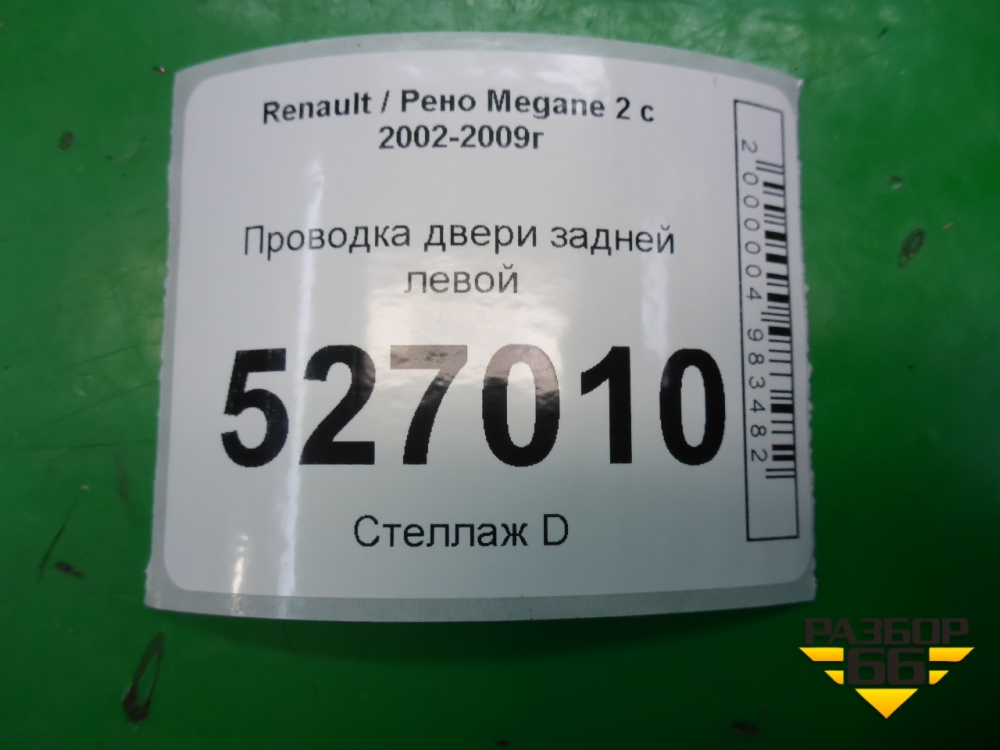 Renault / Рено Megane 2 с
2002-2009г
Проводка двери задней
левой
527010
Стеллаж D
2000004983482
РАЗБОР
66